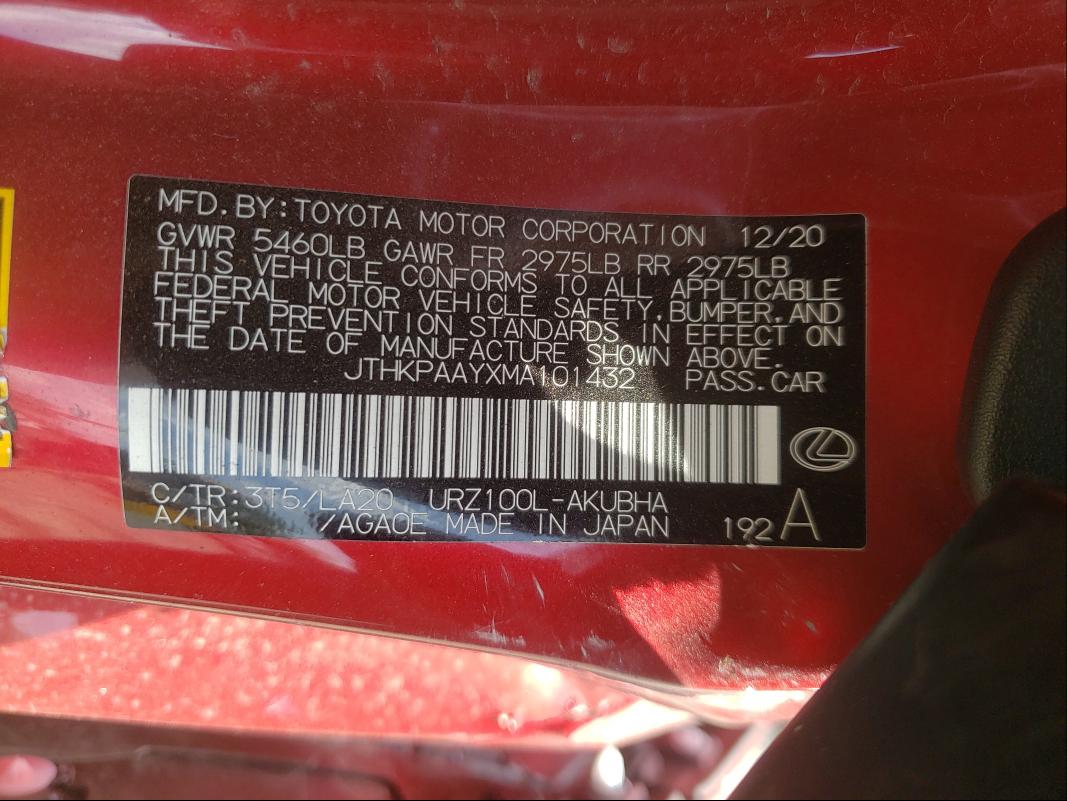 MFD.BY:TOYOTA MOTOR CORPORATION 12/20
GVWR 5460LB GAWR FR 2975LB RR 2975LB
THIS VEHICLE CONFORMS TO ALL APPLICABLE
FEDERAL MOTOR VEHICLE SAFETY,BUMPER,AND
THEFT PREVENTION STANDARDS IN EFFECT ON
THE DATE OF MANUFACTURE SHOWN ABOVE.
JTHKPAAYXMA101432 PASS.CAR
C/TR:3T5/LA20 URZ100L-AKUBHA
A/TM: /AGA0E MADE IN JAPAN 192 A